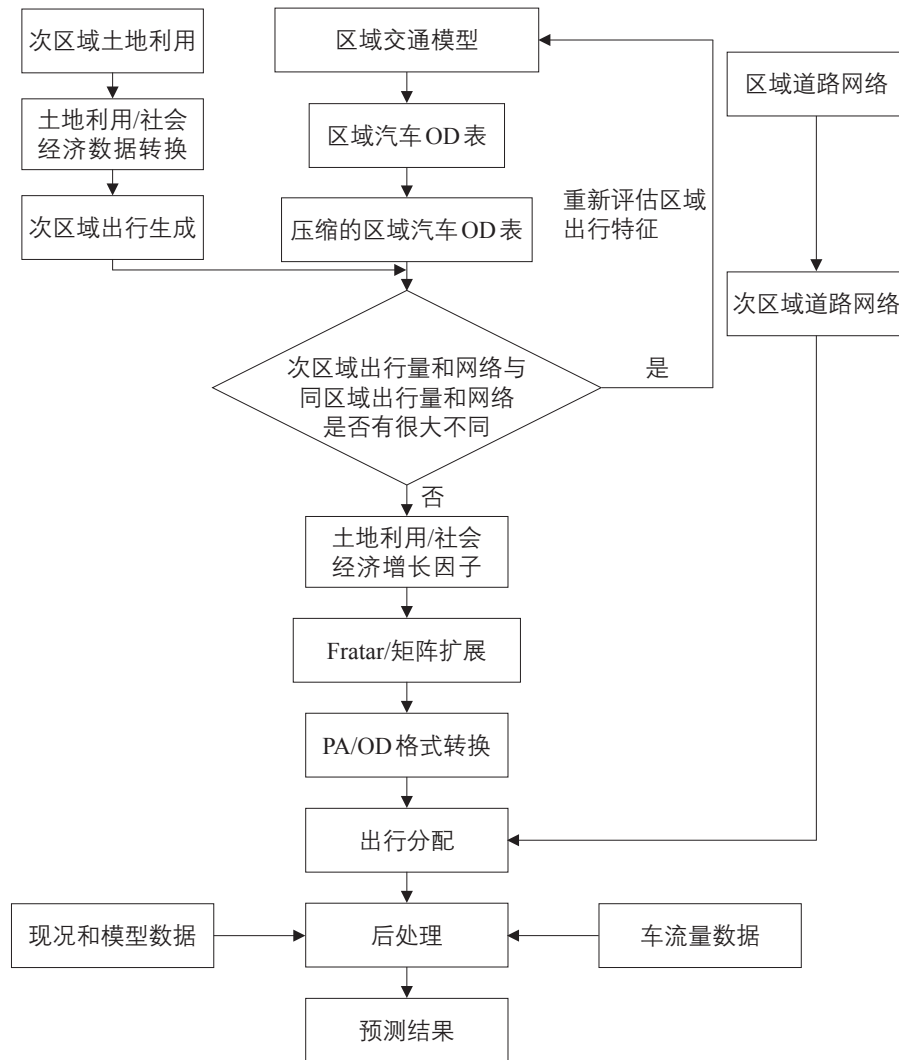 次区域土地利用
区域交通模型
区域道路网络
土地利用/社会
经济数据转换
区域汽车OD表
重新评估区域
出行特征
次区域出行生成
压缩的区域汽车OD表
次区域道路网络
次区域出行量和网络与
同区域出行量和网络
是否有很大不同
是
否
土地利用/社会
经济增长因子
Fratar/矩阵扩展
PA/OD格式转换
出行分配
现况和模型数据
后处理
车流量数据
预测结果